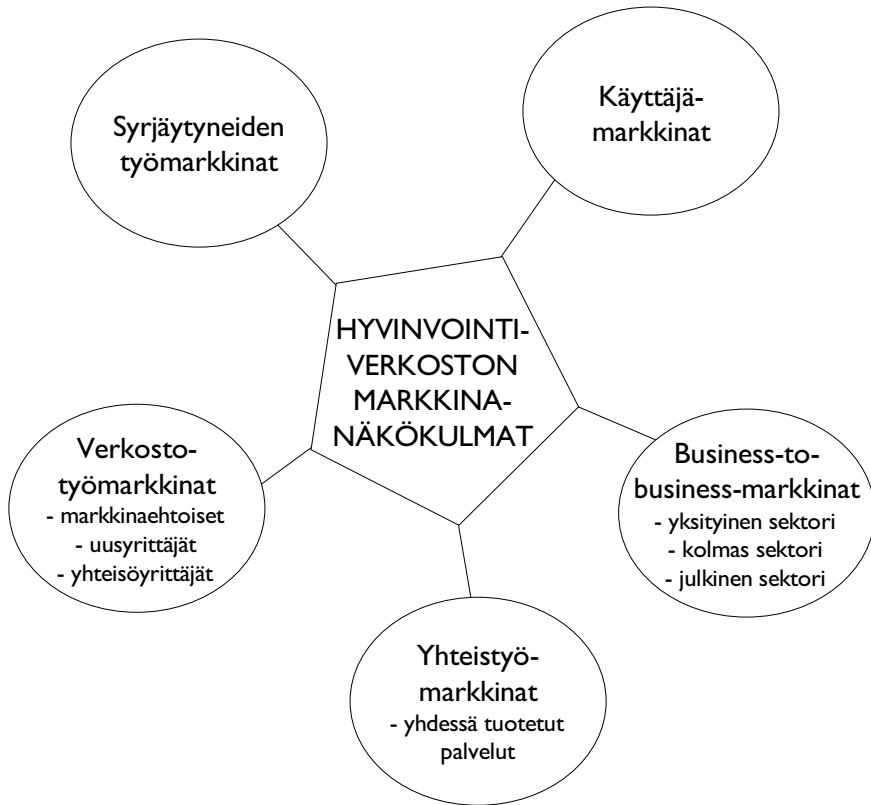 Syrjäytyneiden
työmarkkinat
Käyttäjä-
markkinat
HYVINVOINTI-
VERKOSTON
MARKKINA-
NÄKÖKULMAT
Verkosto-
työmarkkinat
- markkinaehtoiset
- uusyrittäjät
- yhteisöyrittäjät
Business-to-
business-markkinat
- yksityinen sektori
- kolmas sektori
- julkinen sektori
Yhteistyö-
markkinat
- yhdessä tuotetut
palvelut